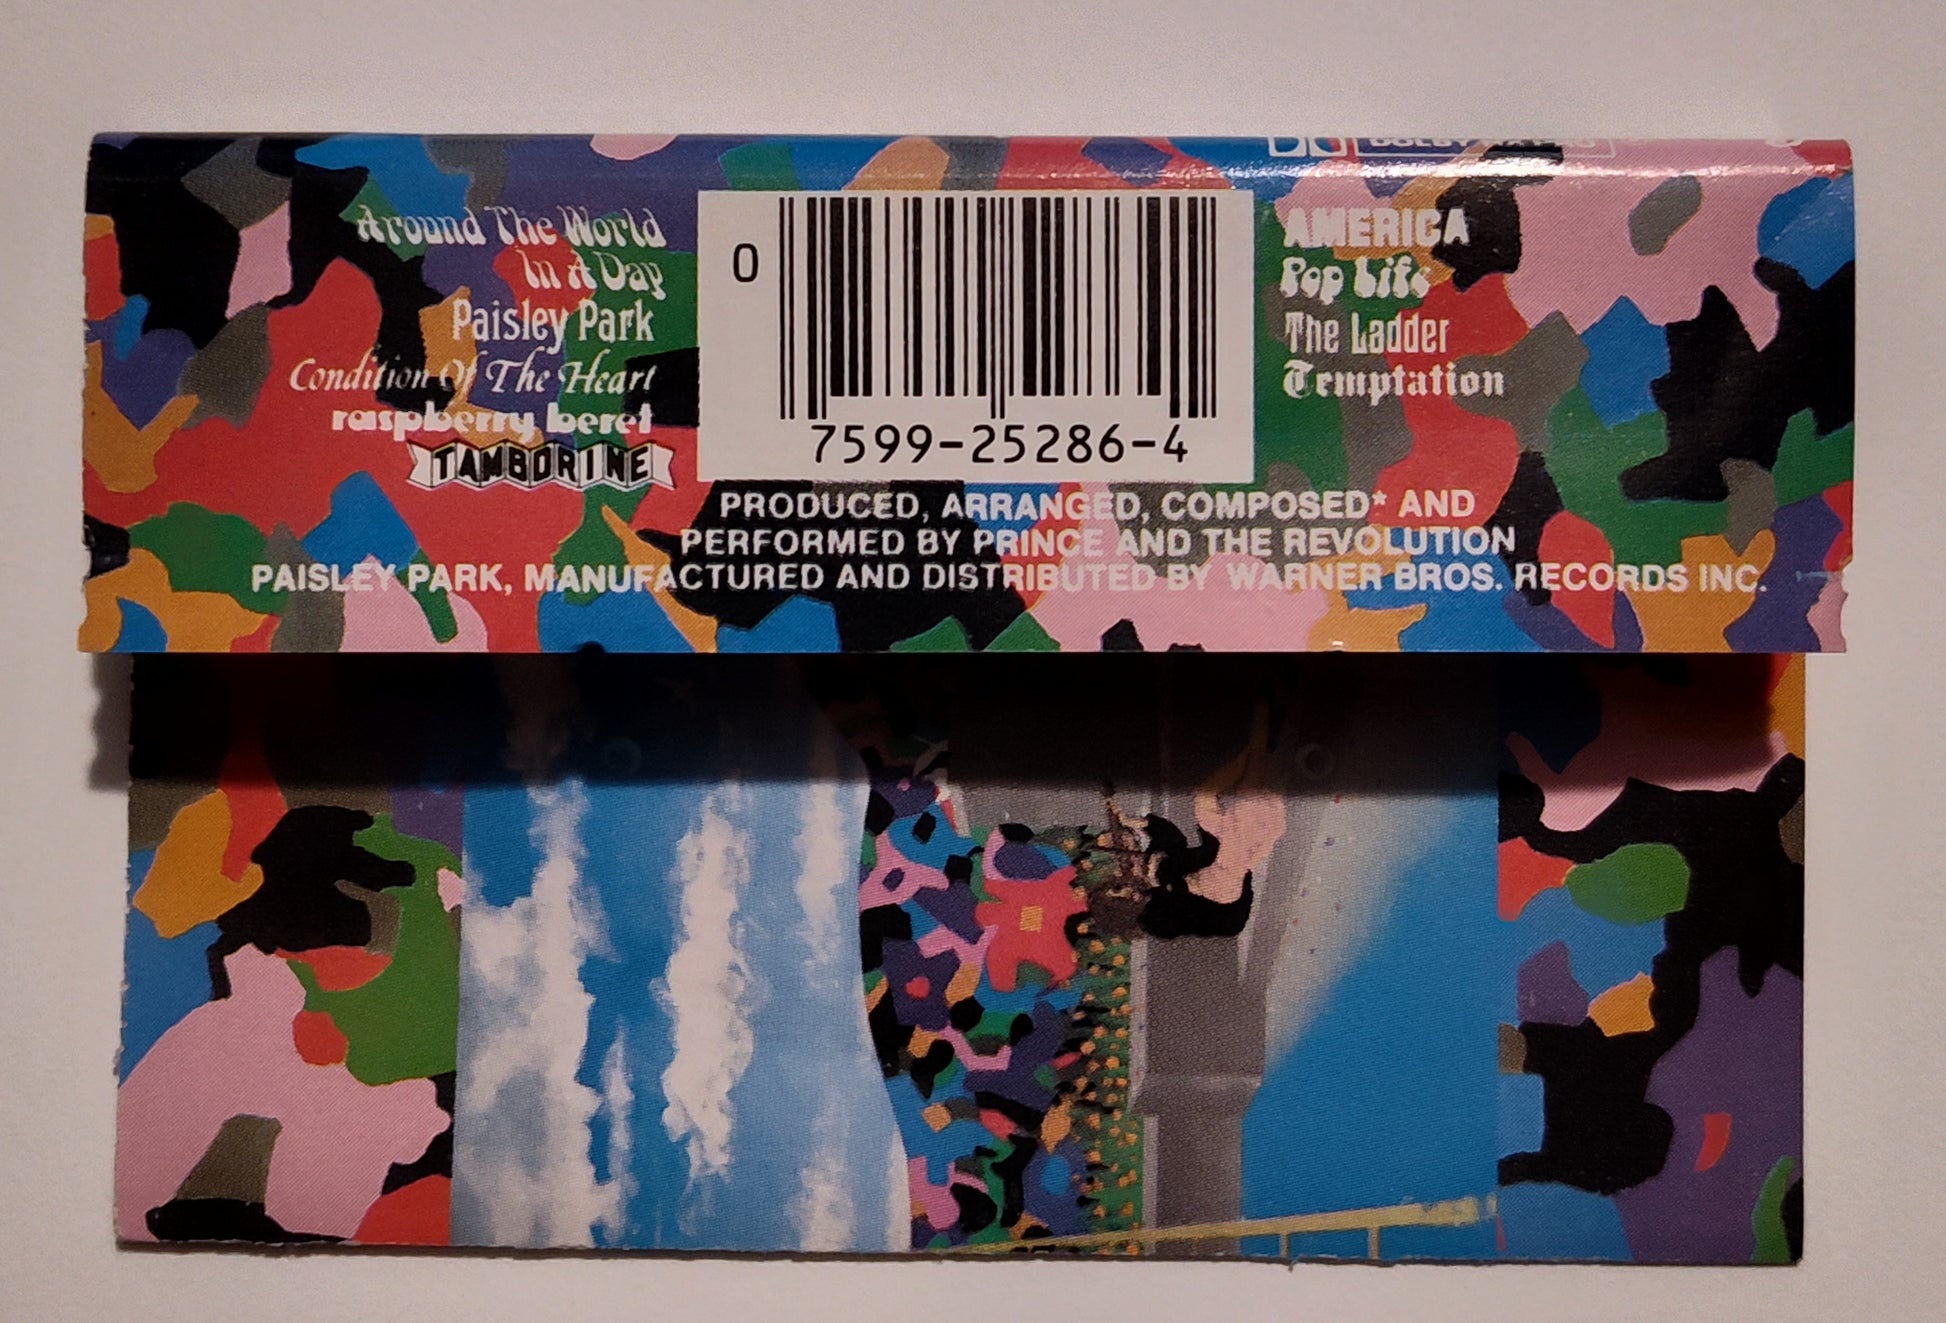 Around The World
In A Day
Paisley Park
Condition Of The Heart
raspberry beret
TAMBORINE
0
7599-25286-4
AMERICA
Pop Life
The Ladder
Temptation
PRODUCED, ARRANGED, COMPOSED* AND
PERFORMED BY PRINCE AND THE REVOLUTION
PAISLEY PARK, MANUFACTURED AND DISTRIBUTED BY WARNER BROS. RECORDS INC.